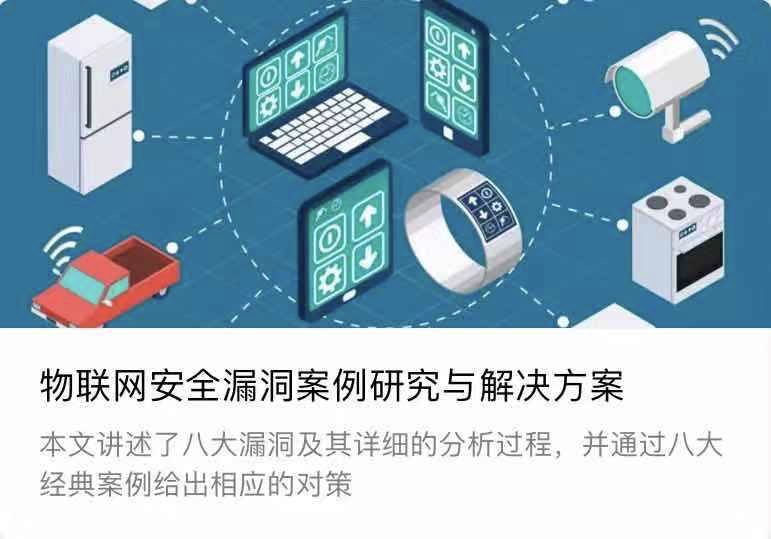 物联网安全漏洞案例研究与解决方案
本文讲述了八大漏洞及其详细的分析过程，并通过八大
经典案例给出相应的对策